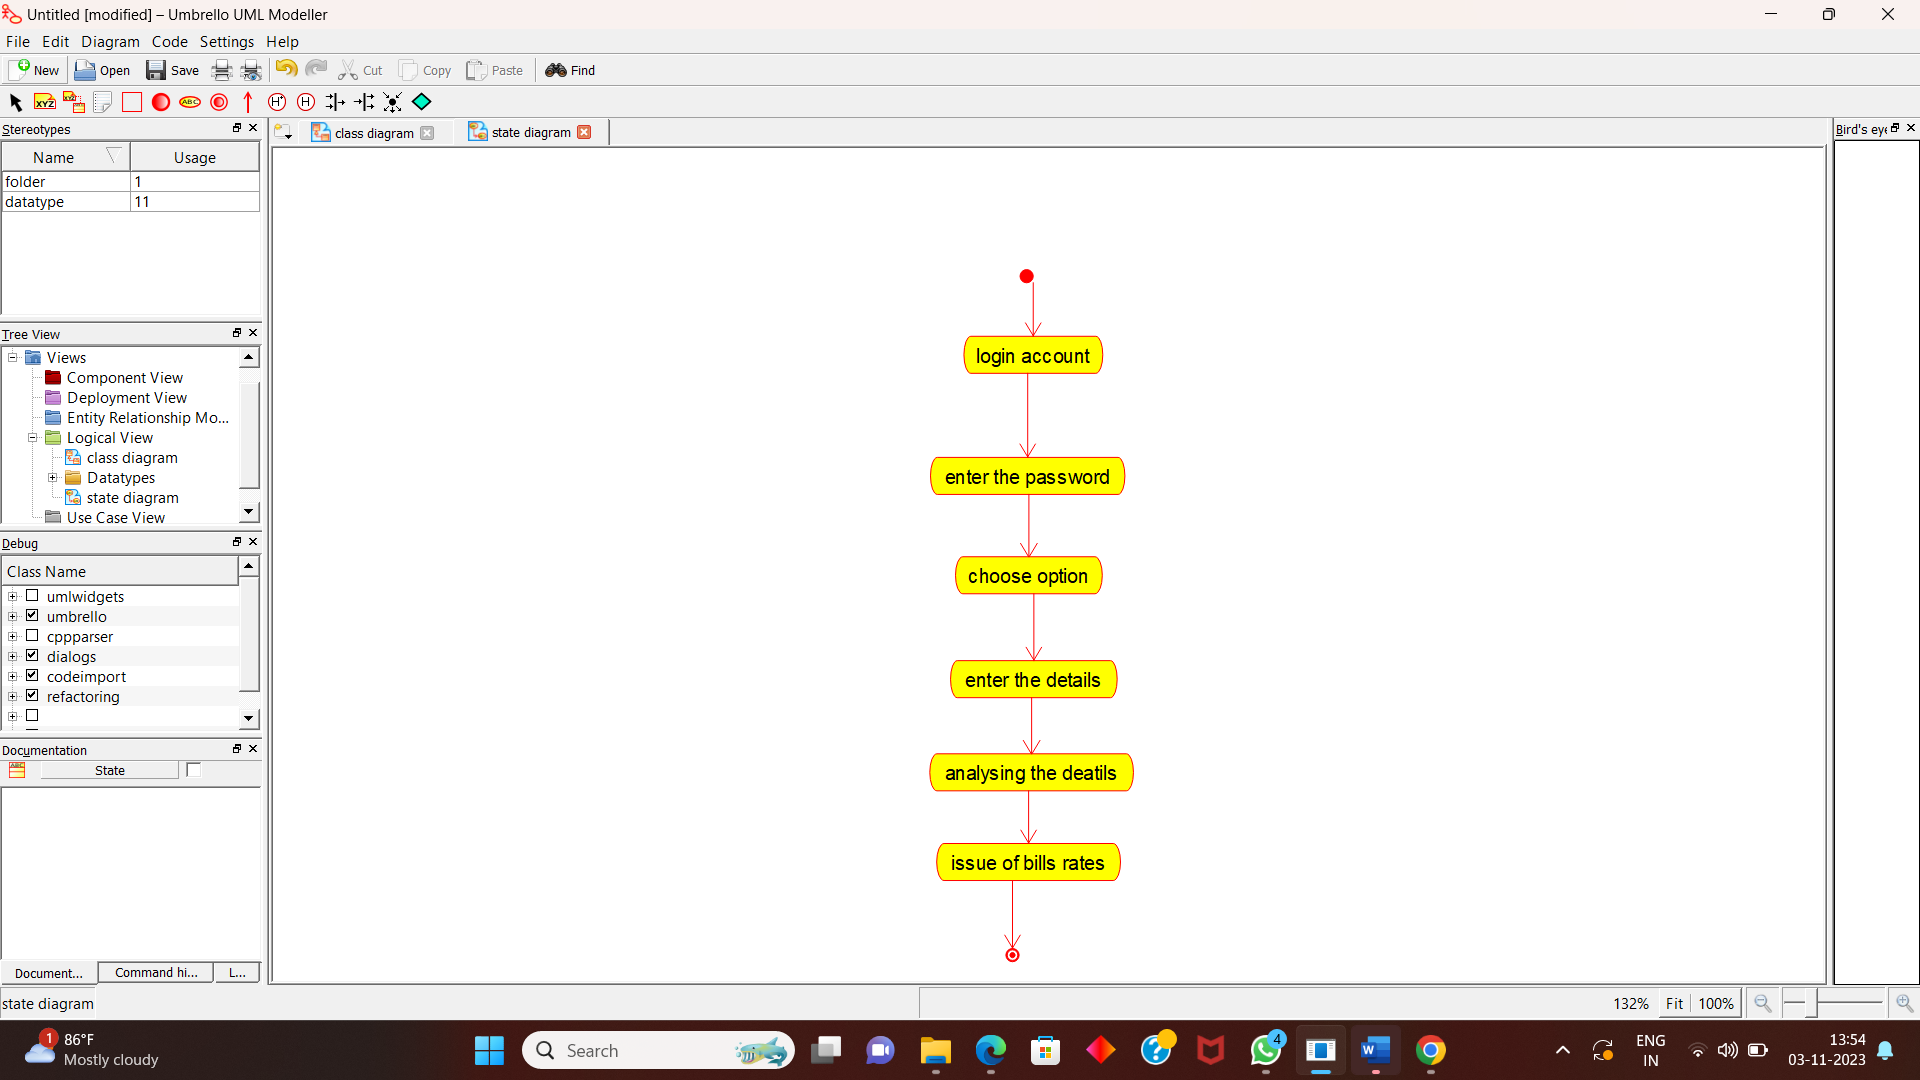 Untitled [modified] – Umbrello UML Modeller
File Edit Diagram Code Settings Help
New Open Save Cut Copy Paste Find
XYZ XYZ ABC H* H
Stereotypes
class diagram state diagram
Bird's eye
Name Usage
folder 1
datatype 11
Tree View
Views
Component View
Deployment View
Entity Relationship Mo...
Logical View
class diagram
Datatypes
state diagram
Use Case View
Debug
Class Name
umlwidgets
umbrello
cppparser
dialogs
codeimport
refactoring
Documentation
State
Document... Command hi... L...
login account
enter the password
choose option
enter the details
analysing the deatils
issue of bills rates
state diagram
132% Fit 100%
1
86°F
Mostly cloudy
Search
4
ENG
IN
13:54
03-11-2023